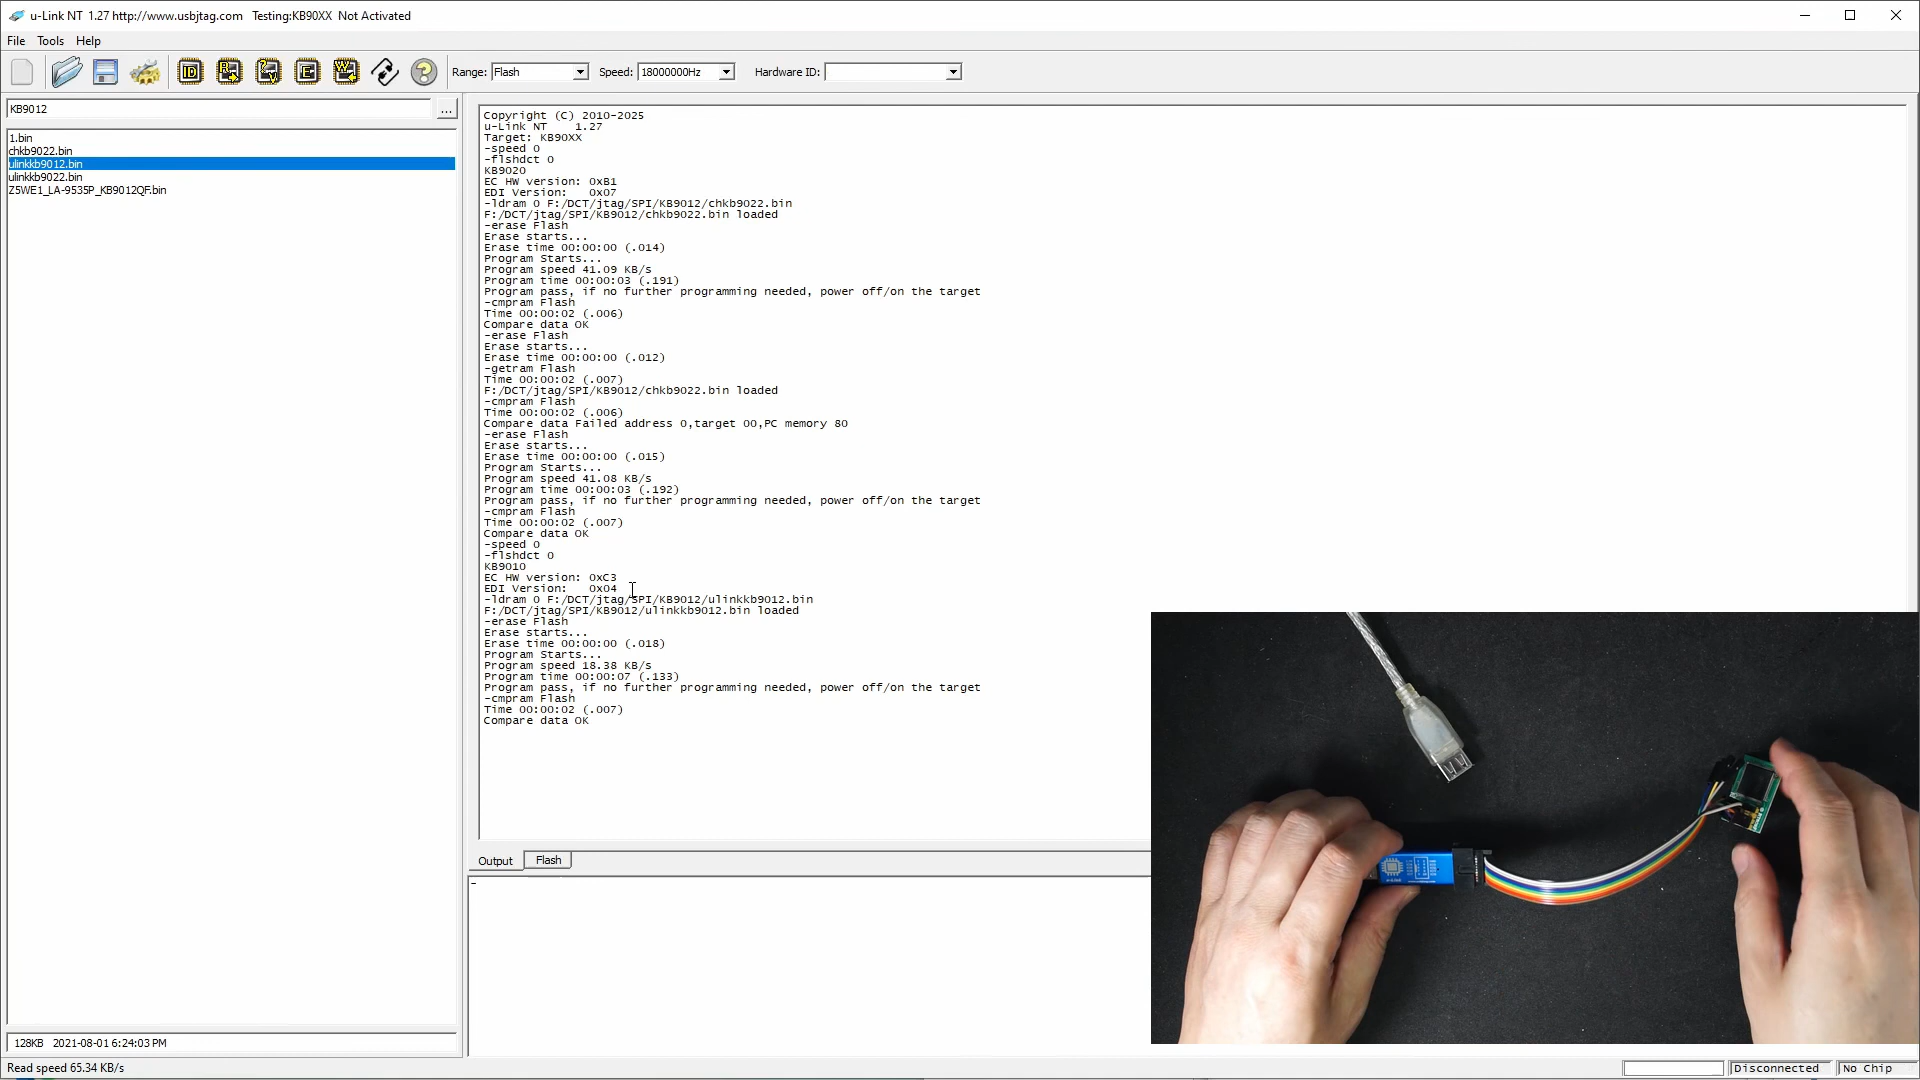 u-Link NT 1.27 http://www.usbjtag.com Testing:KB90XX Not Activated
File Tools Help
ID R V E W
Range: Flash Speed: 18000000Hz Hardware ID:
KB9012 ...
1.bin
chkb9022.bin
ulinkkb9012.bin
ulinkkb9022.bin
Z5WE1_LA-9535P_KB9012QF.bin
128KB 2021-08-01 6:24:03 PM
Copyright (C) 2010-2025
u-Link NT 1.27
Target: KB90XX
-speed 0
-flshdct 0
KB9020
EC HW version: 0xB1
EDI Version: 0x07
-ldram 0 F:/DCT/jtag/SPI/KB9012/chkb9022.bin
F:/DCT/jtag/SPI/KB9012/chkb9022.bin loaded
-erase Flash
Erase starts...
Erase time 00:00:00 (.014)
Program Starts...
Program speed 41.09 KB/s
Program time 00:00:03 (.191)
Program pass, if no further programming needed, power off/on the target
-cmpram Flash
Time 00:00:02 (.006)
Compare data OK
-erase Flash
Erase starts...
Erase time 00:00:00 (.012)
-getram Flash
Time 00:00:02 (.007)
F:/DCT/jtag/SPI/KB9012/chkb9022.bin loaded
-cmpram Flash
Time 00:00:02 (.006)
Compare data Failed address 0,target 00,PC memory 80
-erase Flash
Erase starts...
Erase time 00:00:00 (.015)
Program Starts...
Program speed 41.08 KB/s
Program time 00:00:03 (.192)
Program pass, if no further programming needed, power off/on the target
-cmpram Flash
Time 00:00:02 (.007)
Compare data OK
-speed 0
-flshdct 0
KB9010
EC HW version: 0xC3
EDI Version: 0x04
-ldram 0 F:/DCT/jtag/SPI/KB9012/ulinkkb9012.bin
F:/DCT/jtag/SPI/KB9012/ulinkkb9012.bin loaded
-erase Flash
Erase starts...
Erase time 00:00:00 (.018)
Program Starts...
Program speed 18.38 KB/s
Program time 00:00:07 (.133)
Program pass, if no further programming needed, power off/on the target
-cmpram Flash
Time 00:00:02 (.007)
Compare data OK
Output Flash
-
Read speed 65.34 KB/s
Disconnected No Chip